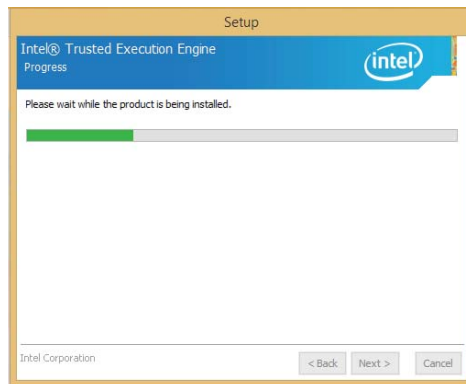 Setup
Intel® Trusted Execution Engine
Progress
intel
Please wait while the product is being installed.
Intel Corporation
< Back Next > Cancel